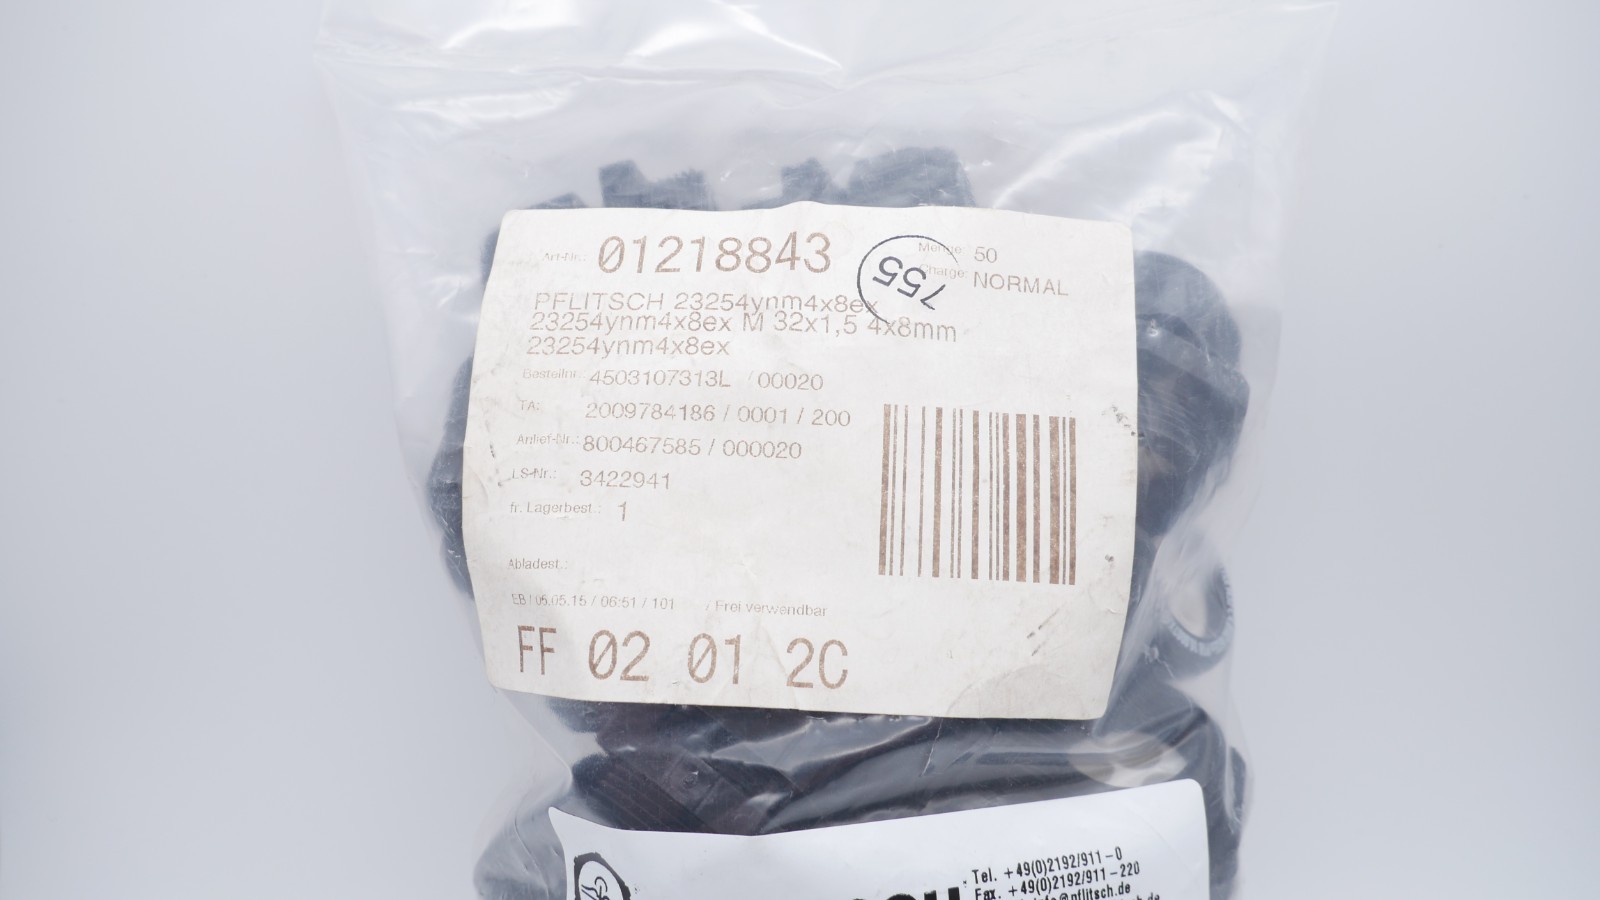 Art-Nr.: 01218843
Menge: 50
Charge: NORMAL
755
PFLITSCH 23254ynm4x8ex
23254ynm4x8ex M 32x1,5 4x8mm
23254ynm4x8ex
Bestellnr.: 4503107313L / 00020
TA: 2009784186 / 0001 / 200
Anlief-Nr.: 800467585 / 000020
LS-Nr.: 3422941
fr. Lagerbest.: 1
Abladest.:
EB / 05.05.15 / 06:51 / 101 / Frei verwendbar
FF 02 01 2C
Tel. +49(0)2192/911-0
Fax. +49(0)2192/911-220
info@pflitsch.de